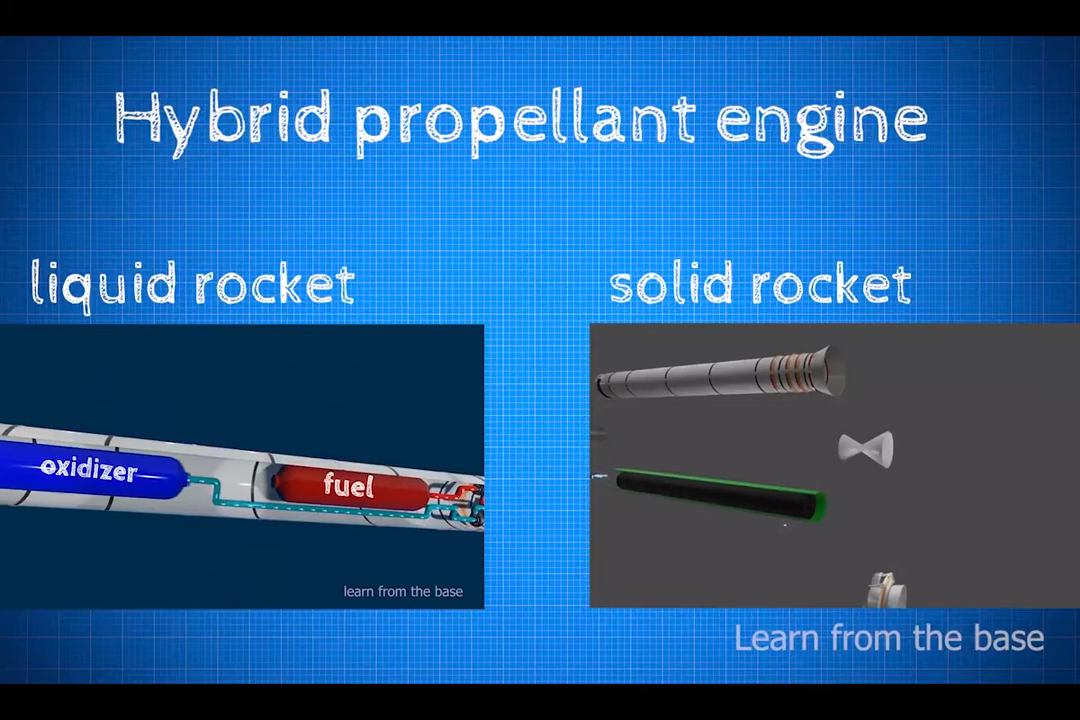 Hybrid propellant engine
liquid rocket
solid rocket
oxidizer
fuel
learn from the base
Learn from the base